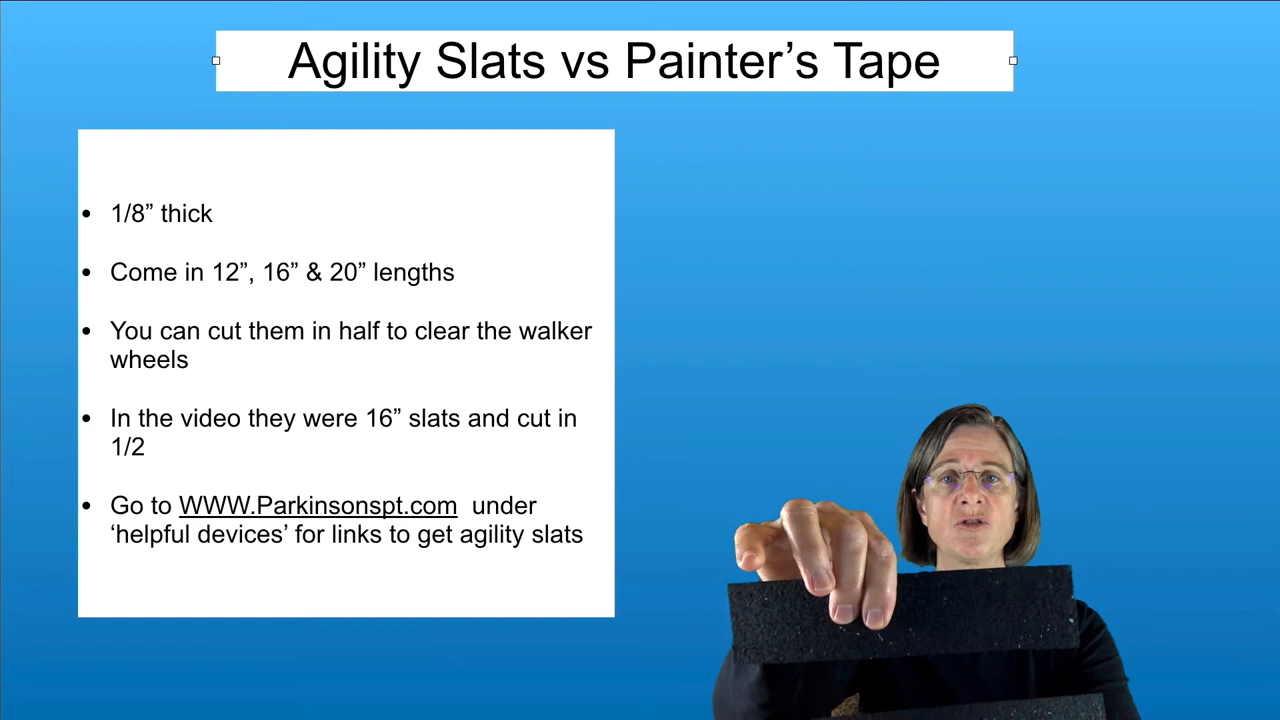 Agility Slats vs Painter’s Tape
• 1/8” thick
• Come in 12”, 16” & 20” lengths
• You can cut them in half to clear the walker
wheels
• In the video they were 16” slats and cut in
1/2
• Go to WWW.Parkinsonspt.com under
‘helpful devices’ for links to get agility slats